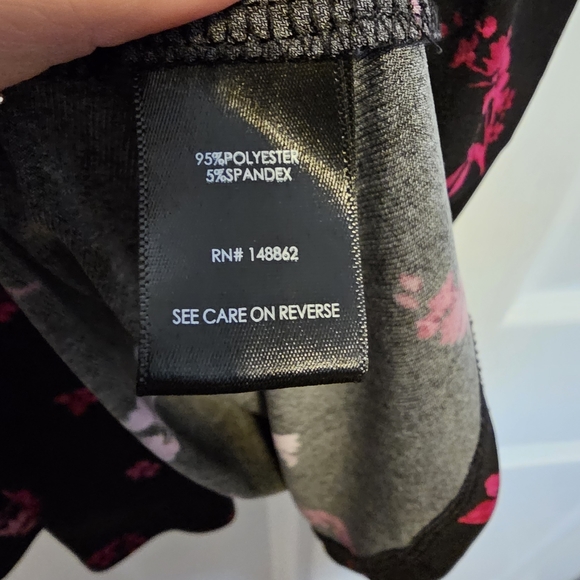 95%POLYESTER
5%SPANDEX
RN# 148862
SEE CARE ON REVERSE